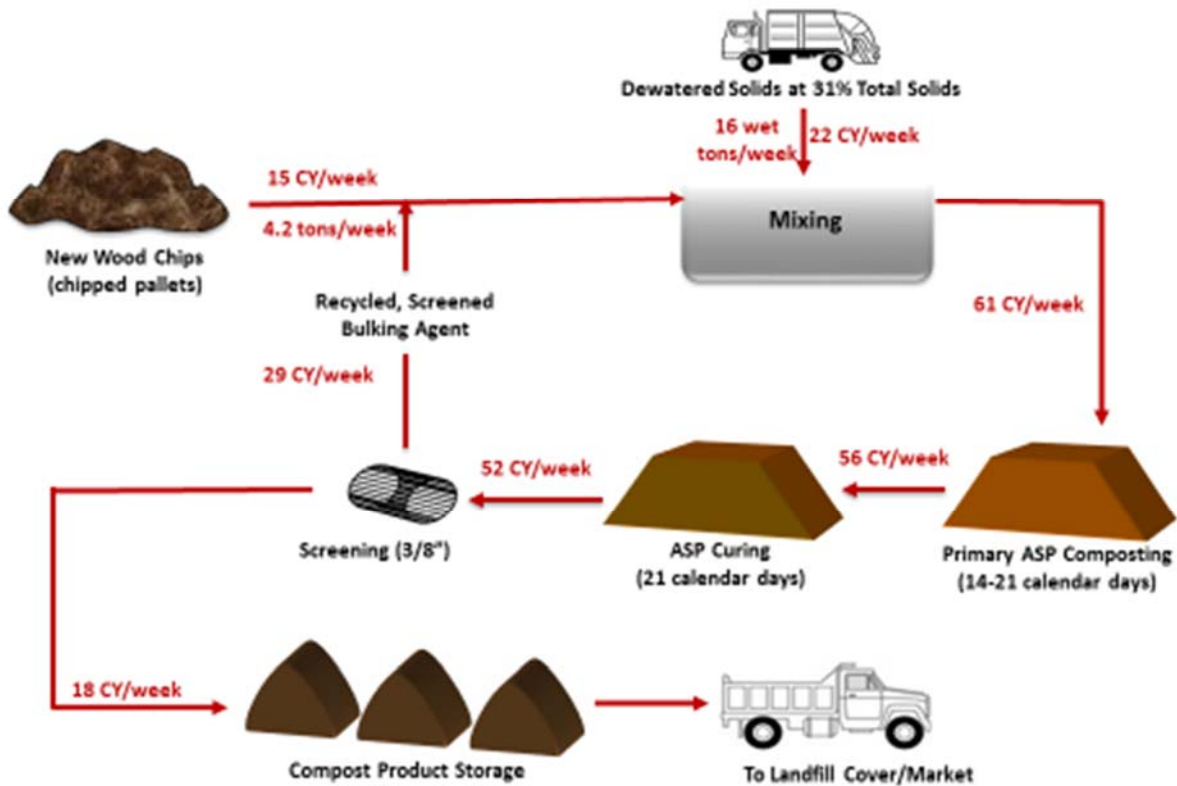 Dewatered Solids at 31% Total Solids
16 wet
tons/week
22 CY/week
15 CY/week
4.2 tons/week
Mixing
New Wood Chips
(chipped pallets)
Recycled, Screened
Bulking Agent
61 CY/week
29 CY/week
52 CY/week
56 CY/week
Screening (3/8")
ASP Curing
(21 calendar days)
Primary ASP Composting
(14-21 calendar days)
18 CY/week
Compost Product Storage
To Landfill Cover/Market